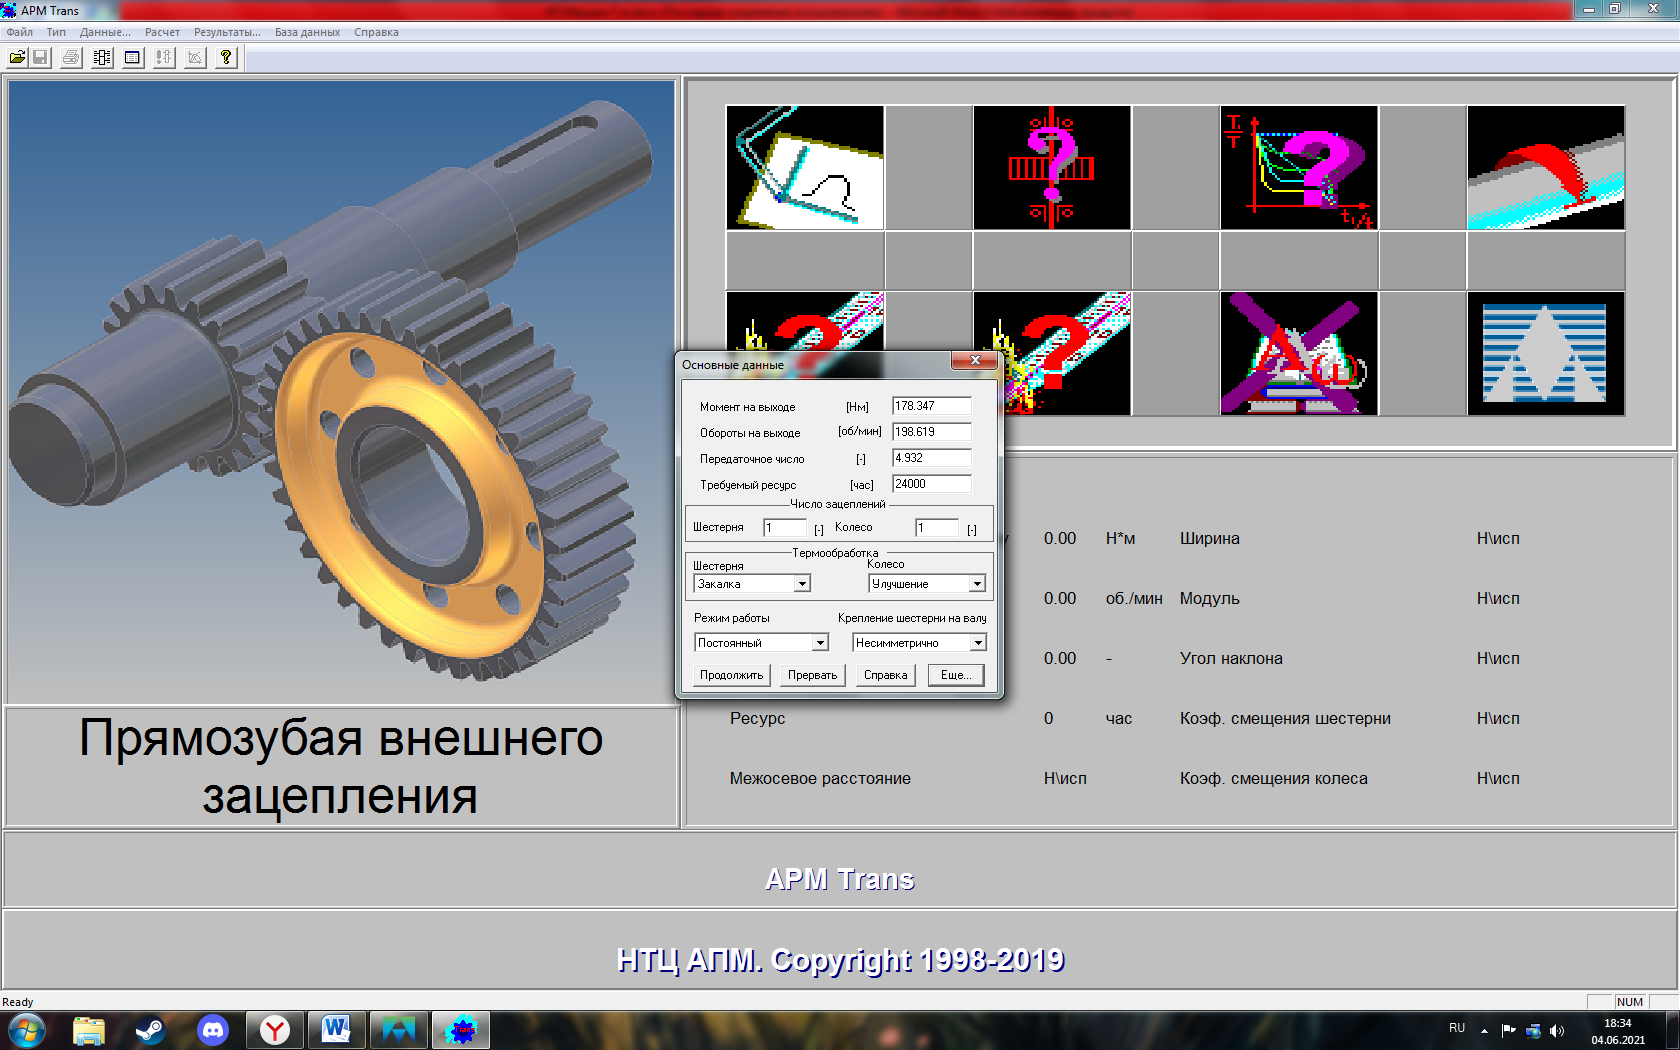 APM Trans
Файл Тип Данные... Расчет Результаты... База данных Справка
T
T
t
t
Основные данные
Момент на выходе [Нм] 178.347
Обороты на выходе [об/мин] 198.619
Передаточное число [-] 4.932
Требуемый ресурс [час] 24000
Число зацеплений
Шестерня 1 [-] Колесо 1 [-]
Термообработка
Шестерня Колесо
Закалка Улучшение
Режим работы Крепление шестерни на валу
Постоянный Несимметрично
Продолжить Прервать Справка Еще...
0.00 Н*м Ширина Н\исп
0.00 об./мин Модуль Н\исп
0.00 - Угол наклона Н\исп
Ресурс 0 час Коэф. смещения шестерни Н\исп
Межосевое расстояние Н\исп Коэф. смещения колеса Н\исп
Прямозубая внешнего
зацепления
APM Trans
НТЦ АПМ. Copyright 1998-2019
Ready NUM
Trans
RU 18:34
04.06.2021